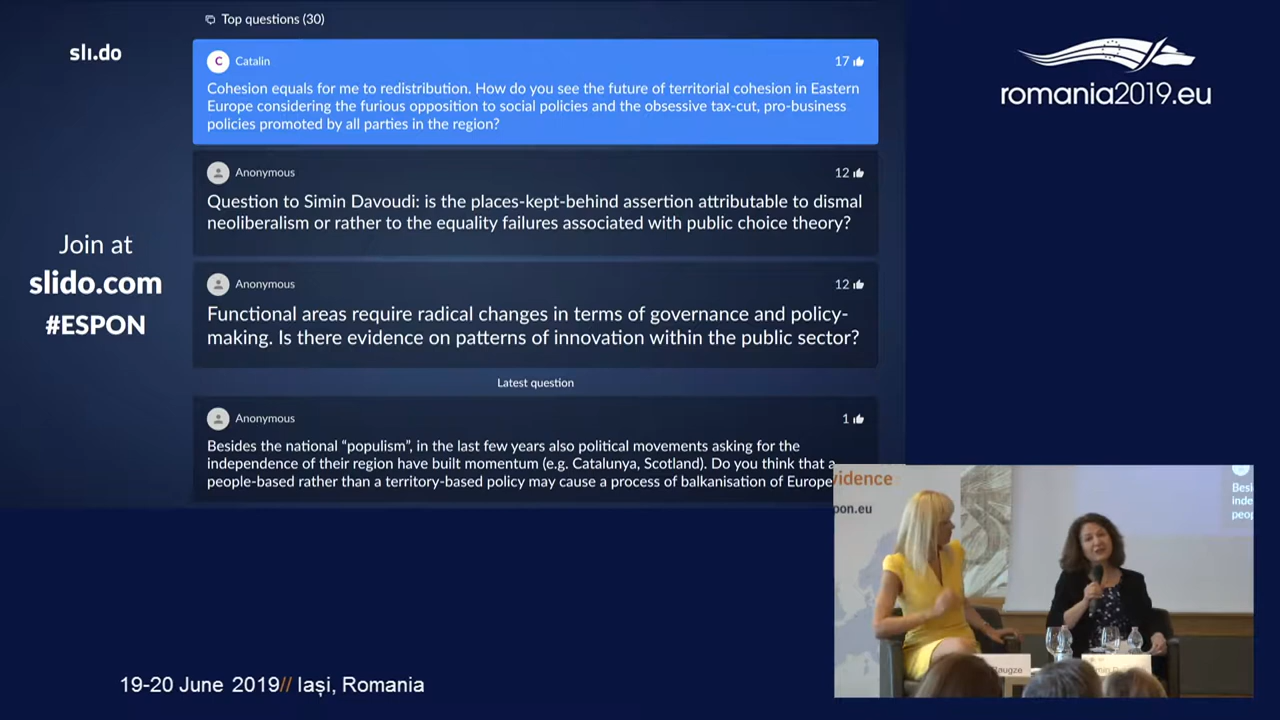 Top questions (30)
sli.do
C Catalin 17
Cohesion equals for me to redistribution. How do you see the future of territorial cohesion in Eastern
Europe considering the furious opposition to social policies and the obsessive tax-cut, pro-business
policies promoted by all parties in the region?
Anonymous 12
Question to Simin Davoudi: is the places-kept-behind assertion attributable to dismal
neoliberalism or rather to the equality failures associated with public choice theory?
Anonymous 12
Functional areas require radical changes in terms of governance and policy-
making. Is there evidence on patterns of innovation within the public sector?
Latest question
Anonymous 1
Besides the national “populism”, in the last few years also political movements asking for the
independence of their region have built momentum (e.g. Catalunya, Scotland). Do you think that a
people-based rather than a territory-based policy may cause a process of balkanisation of Europe
Join at
slido.com
#ESPON
romania2019.eu
vidence
pon.eu
Besi
inde
peop
19-20 June 2019// Iași, Romania